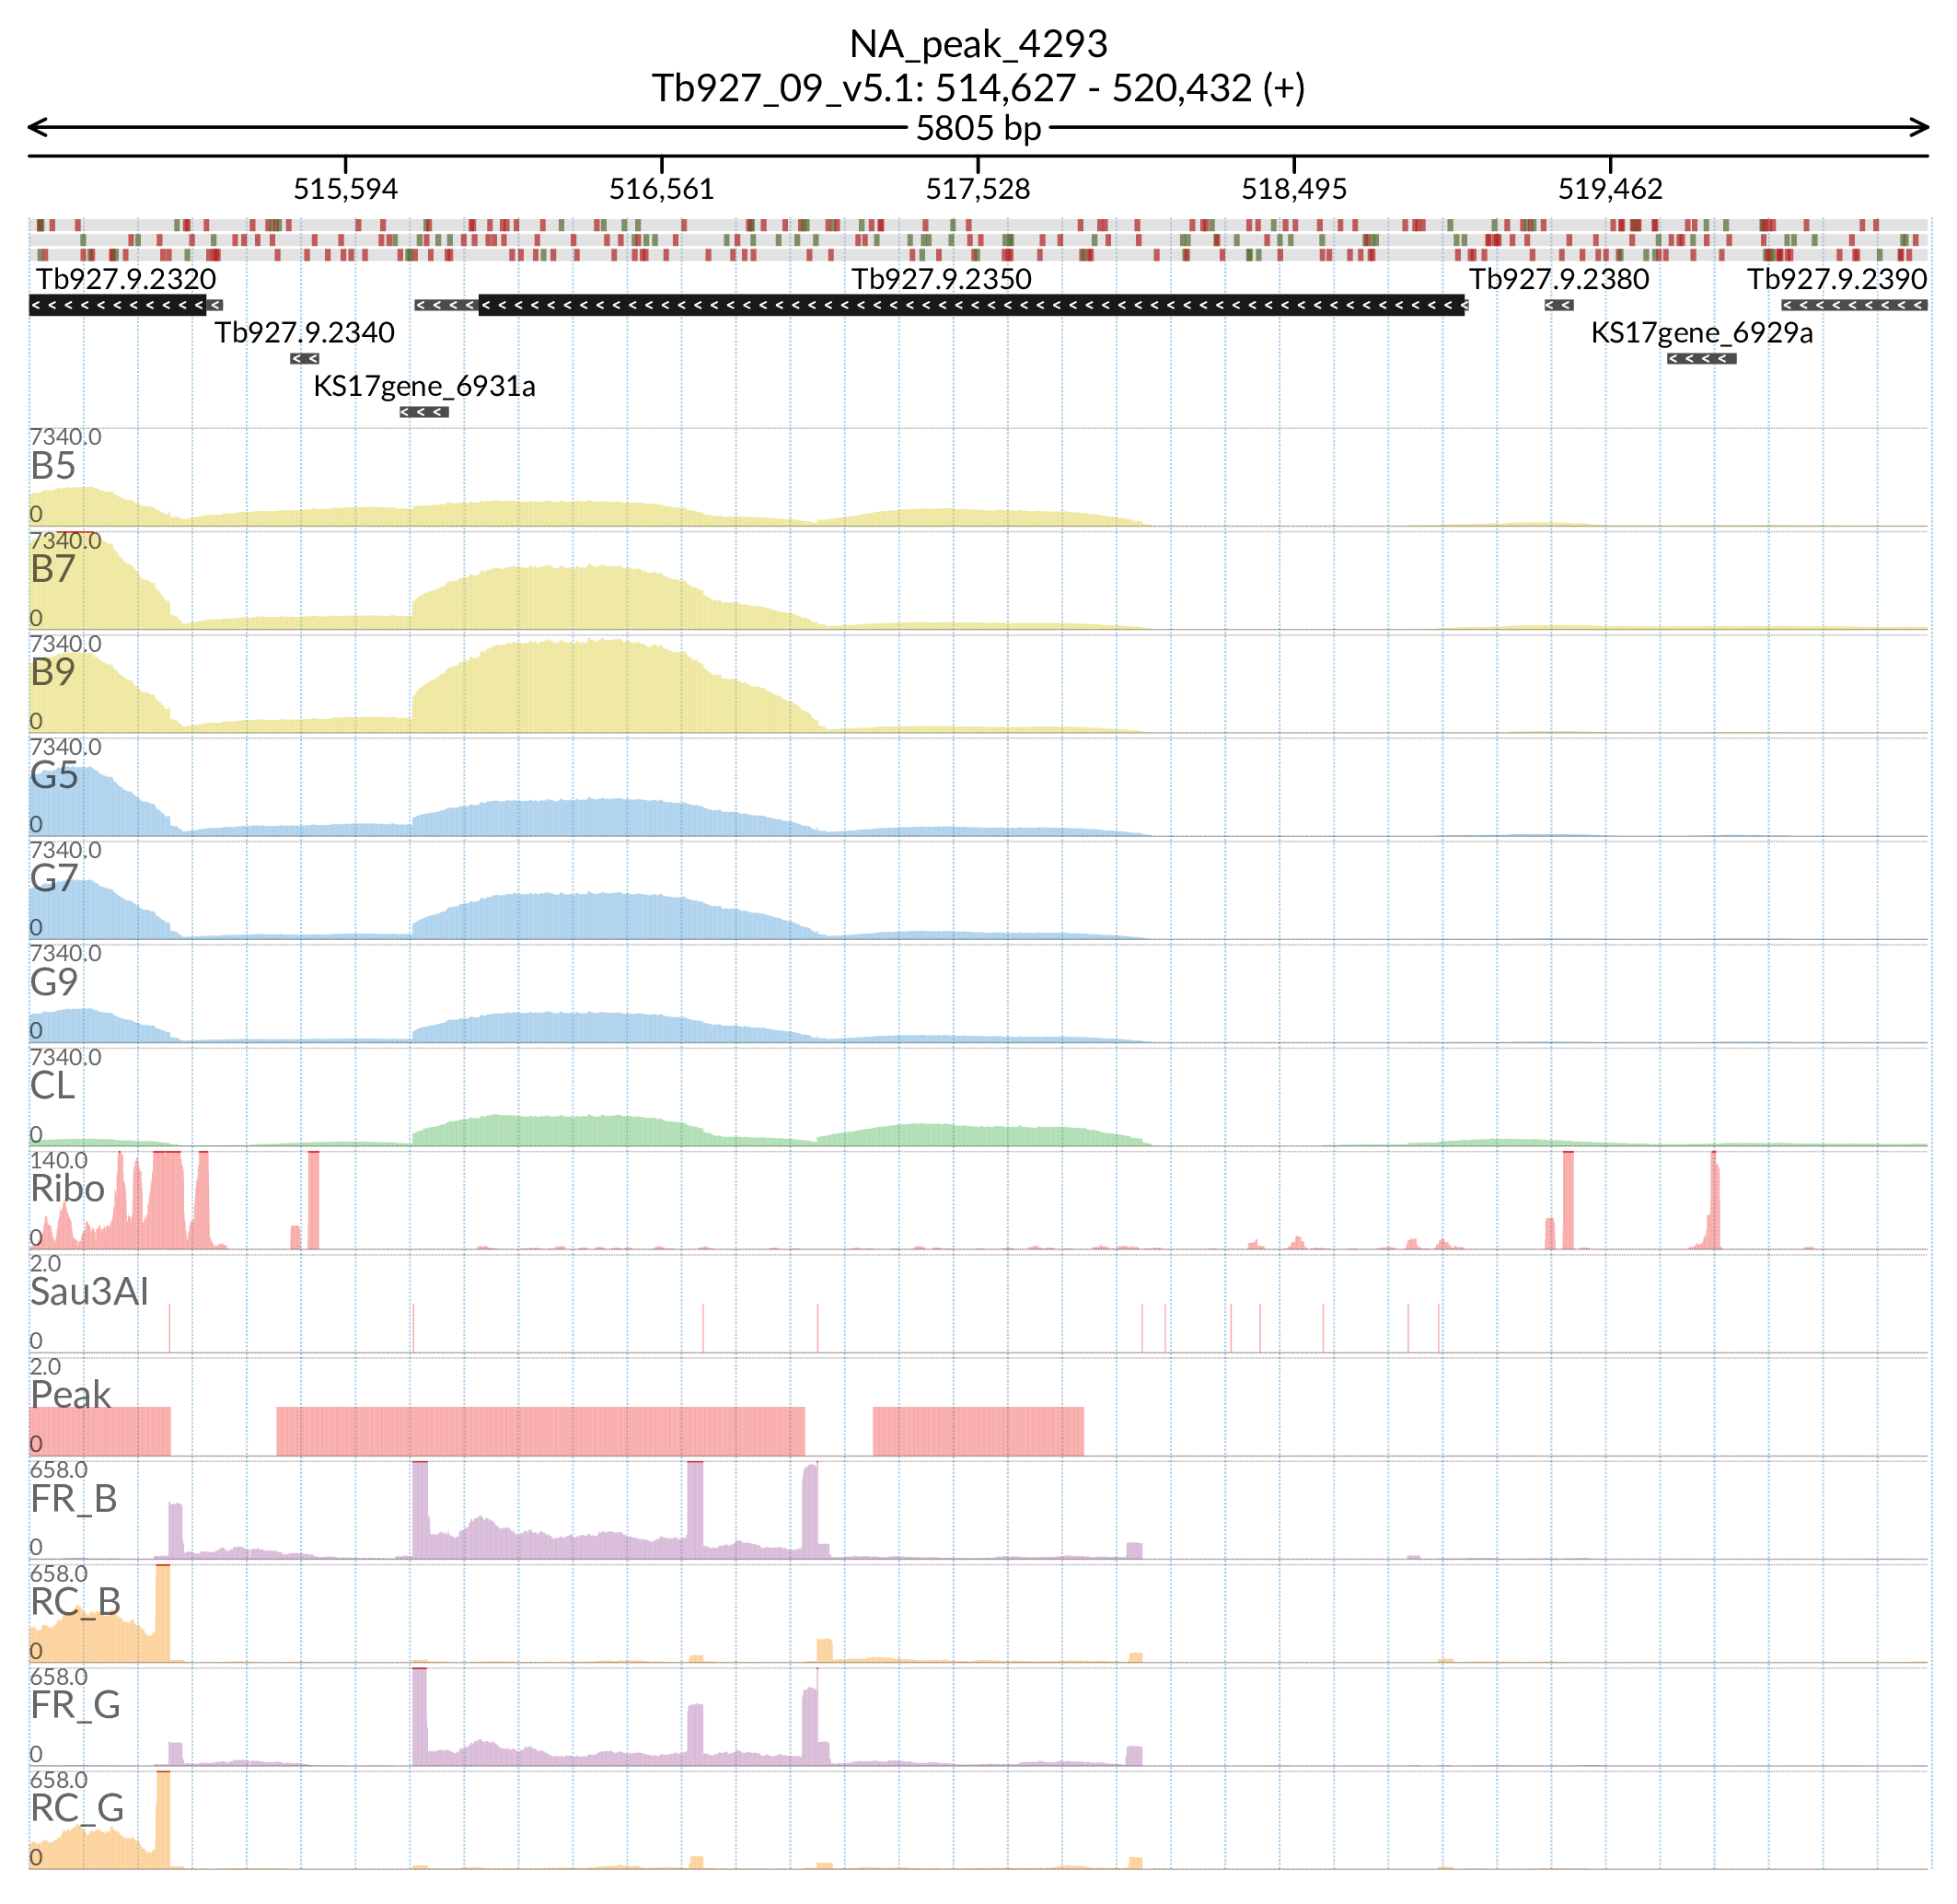 NA_peak_4293
Tb927_09_v5.1: 514,627 - 520,432 (+)
5805 bp
515,594 516,561 517,528 518,495 519,462
Tb927.9.2320 Tb927.9.2350 Tb927.9.2380 Tb927.9.2390
Tb927.9.2340 KS17gene_6929a
KS17gene_6931a
7340.0
B5
0
7340.0
B7
0
7340.0
B9
0
7340.0
G5
0
7340.0
G7
0
7340.0
G9
0
7340.0
CL
0
140.0
Ribo
0
2.0
Sau3AI
0
2.0
Peak
0
658.0
FR_B
0
658.0
RC_B
0
658.0
FR_G
0
658.0
RC_G
0